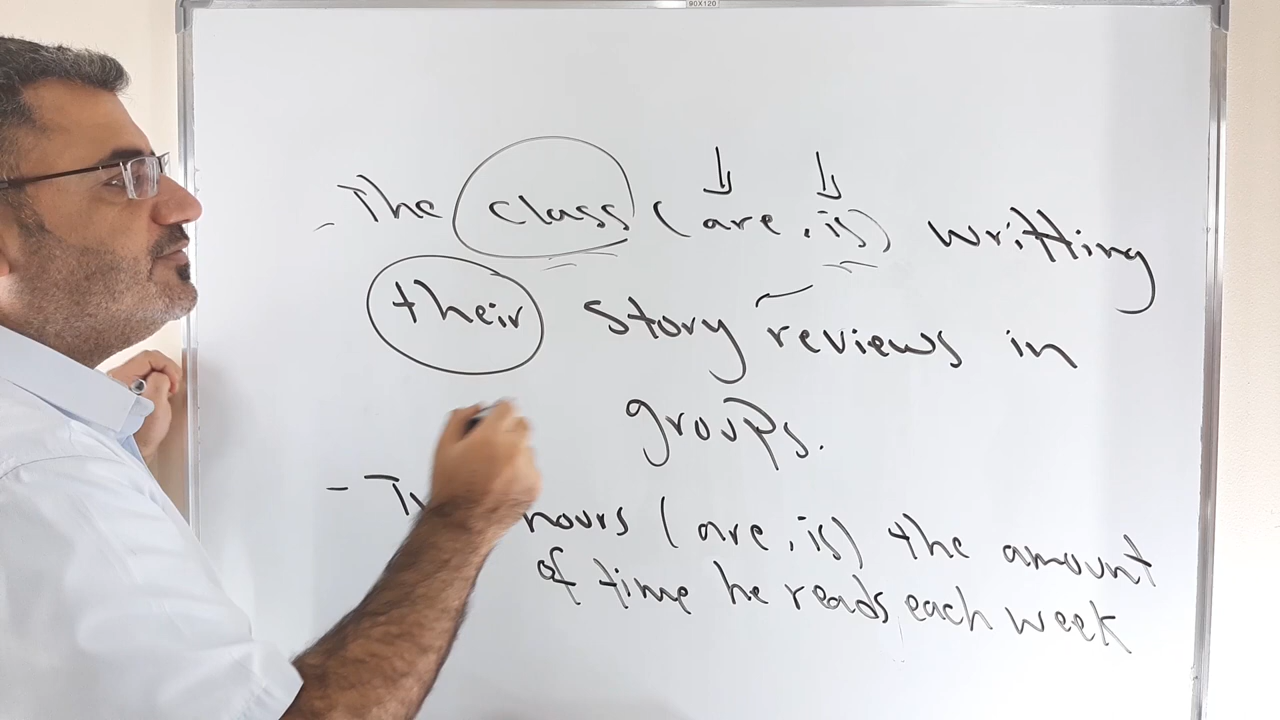 90X120
- The class (are, is) writting
their story reviews in
groups.
- hours (are, is) the amount
of time he reads each week